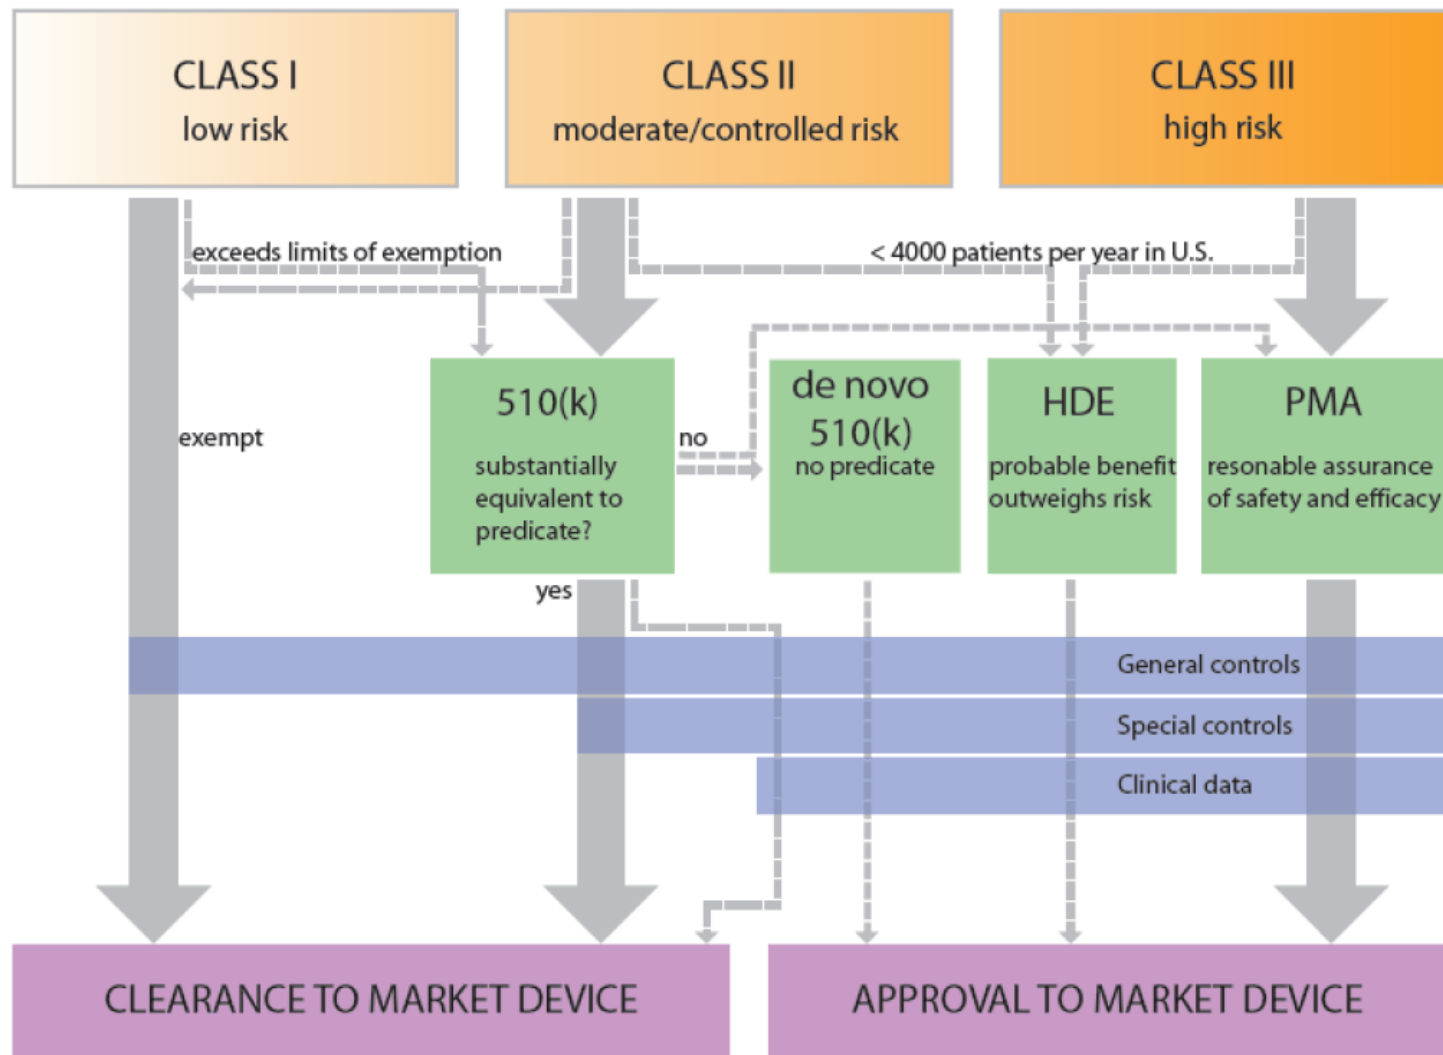 CLASS I
low risk
CLASS II
moderate/controlled risk
CLASS III
high risk
exceeds limits of exemption
< 4000 patients per year in U.S.
exempt
510(k)
substantially
equivalent to
predicate?
no
de novo
510(k)
no predicate
HDE
probable benefit
outweighs risk
PMA
resonable assurance
of safety and efficacy
yes
General controls
Special controls
Clinical data
CLEARANCE TO MARKET DEVICE
APPROVAL TO MARKET DEVICE